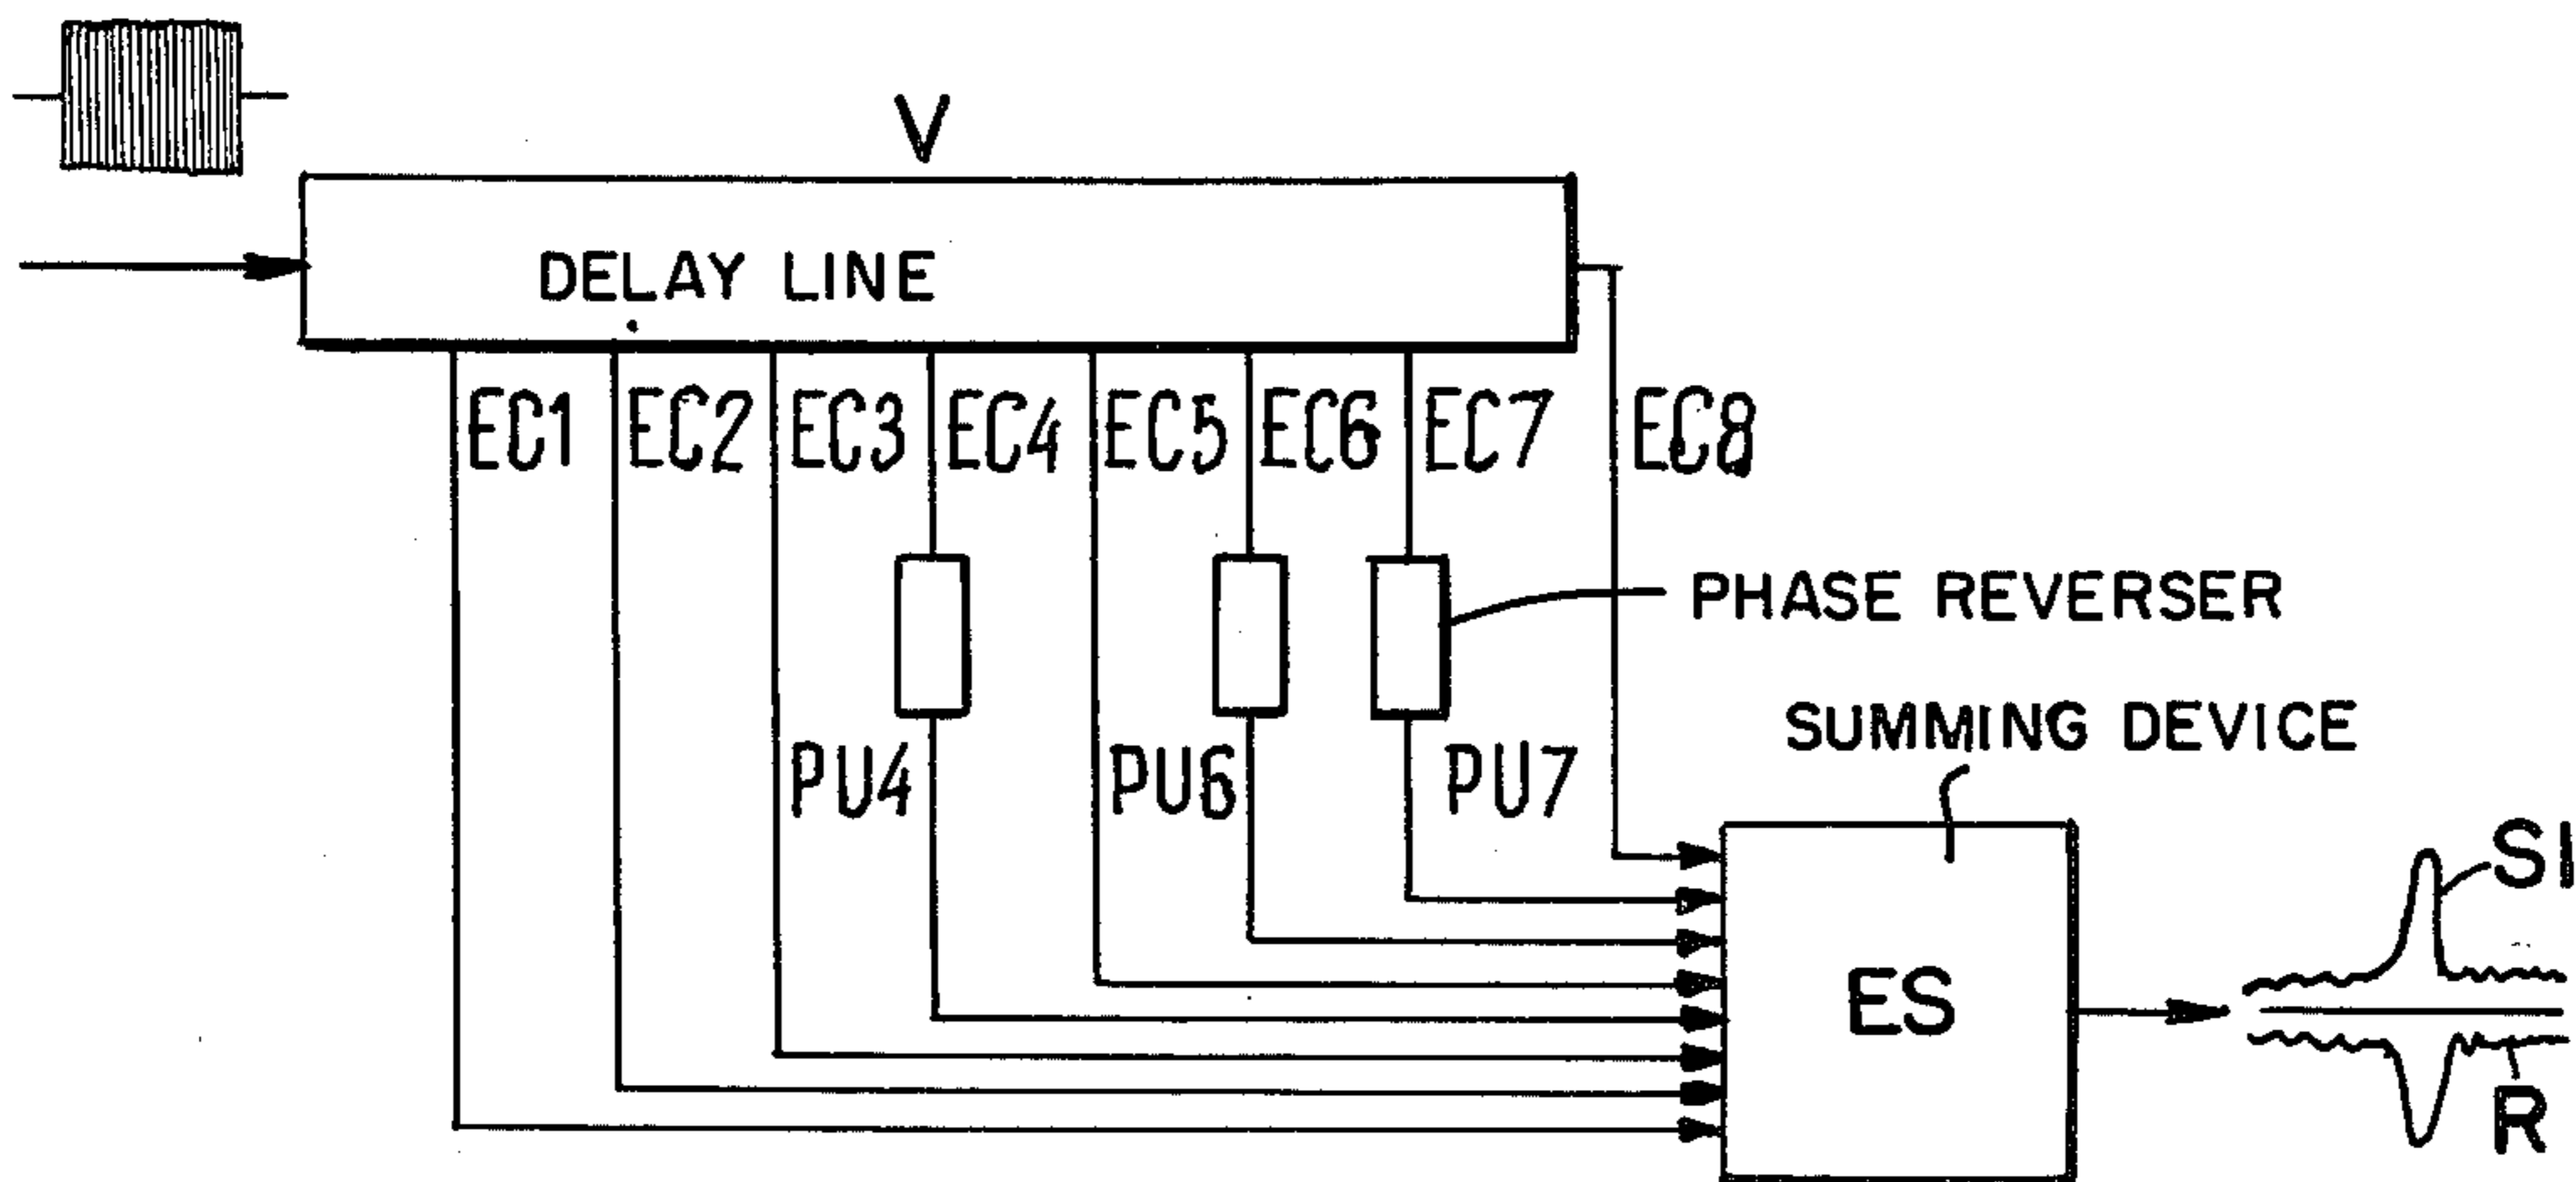 V
DELAY LINE
EC1 EC2 EC3 EC4 EC5 EC6 EC7 EC8
PHASE REVERSER
SUMMING DEVICE
PU4 PU6 PU7
SI
ES
R